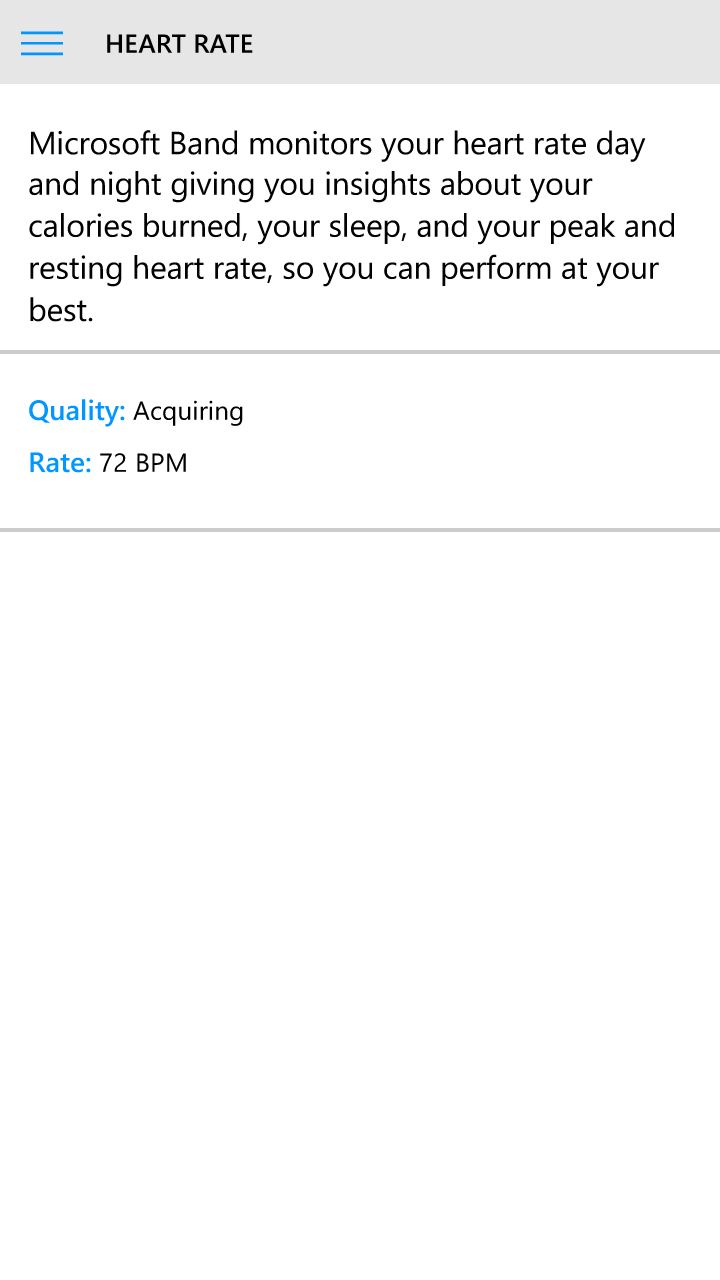 HEART RATE
Microsoft Band monitors your heart rate day
and night giving you insights about your
calories burned, your sleep, and your peak and
resting heart rate, so you can perform at your
best.
Quality: Acquiring
Rate: 72 BPM